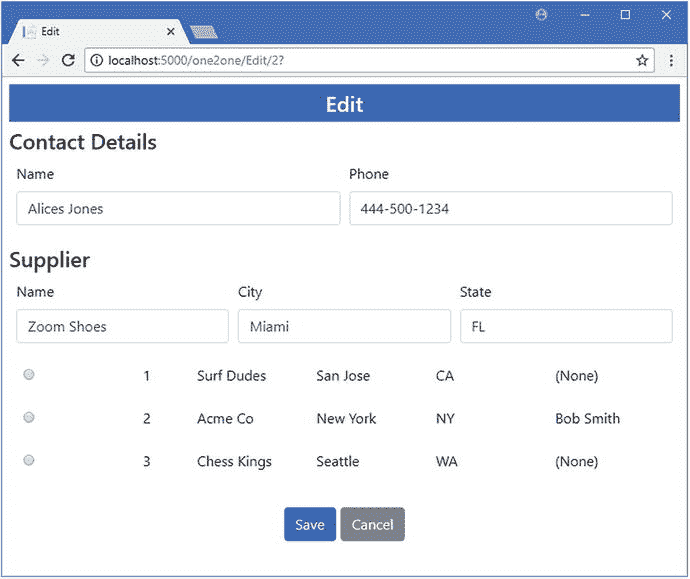 Edit
localhost:5000/one2one/Edit/2?
Edit
Contact Details
Name Phone
Alices Jones 444-500-1234
Supplier
Name City State
Zoom Shoes Miami FL
1 Surf Dudes San Jose CA (None)
2 Acme Co New York NY Bob Smith
3 Chess Kings Seattle WA (None)
Save Cancel